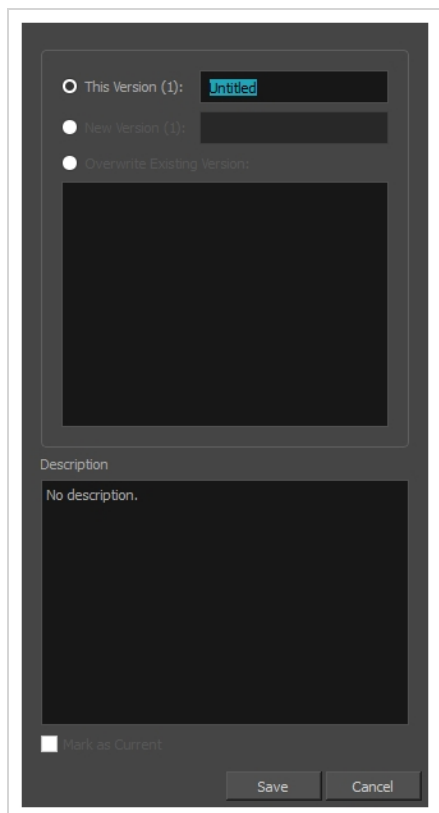 This Version (1): Untitled
New Version (1):
Overwrite Existing Version:
Description
No description.
Mark as Current
Save Cancel